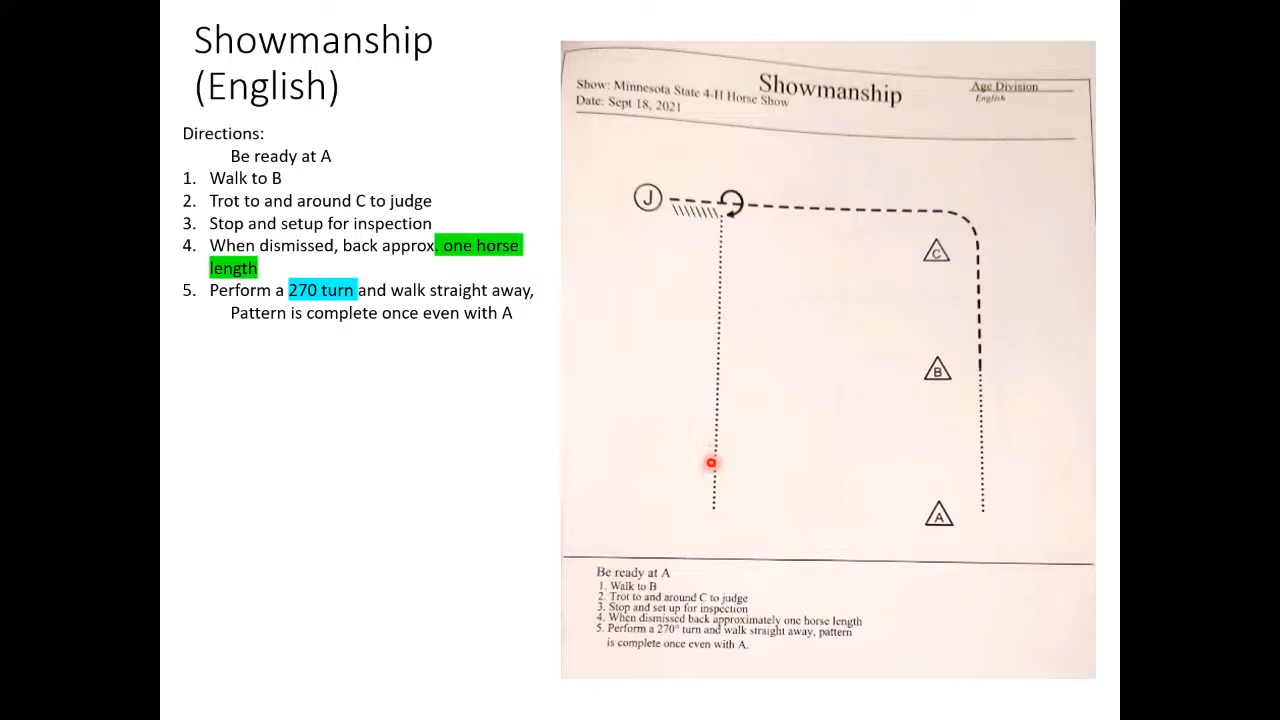 Showmanship
(English)
Directions:
Be ready at A
1. Walk to B
2. Trot to and around C to judge
3. Stop and setup for inspection
4. When dismissed, back approx. one horse
length
5. Perform a 270 turn and walk straight away,
Pattern is complete once even with A
Showmanship
Show: Minnesota State 4-H Horse Show
Date: Sept 18, 2021
Age Division
English
J
C
B
A
Be ready at A
1. Walk to B
2. Trot to and around C to judge
3. Stop and set up for inspection
4. When dismissed back approximately one horse length
5. Perform a 270° turn and walk straight away, pattern
is complete once even with A.